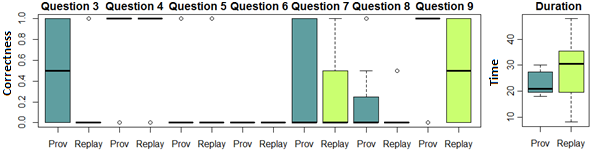 Question 3 Question 4 Question 5 Question 6 Question 7 Question 8 Question 9 Duration
Correctness
0.0 0.2 0.4 0.6 0.8 1.0
Prov Replay Prov Replay Prov Replay Prov Replay Prov Replay Prov Replay Prov Replay
Time
10 20 30 40
Prov Replay